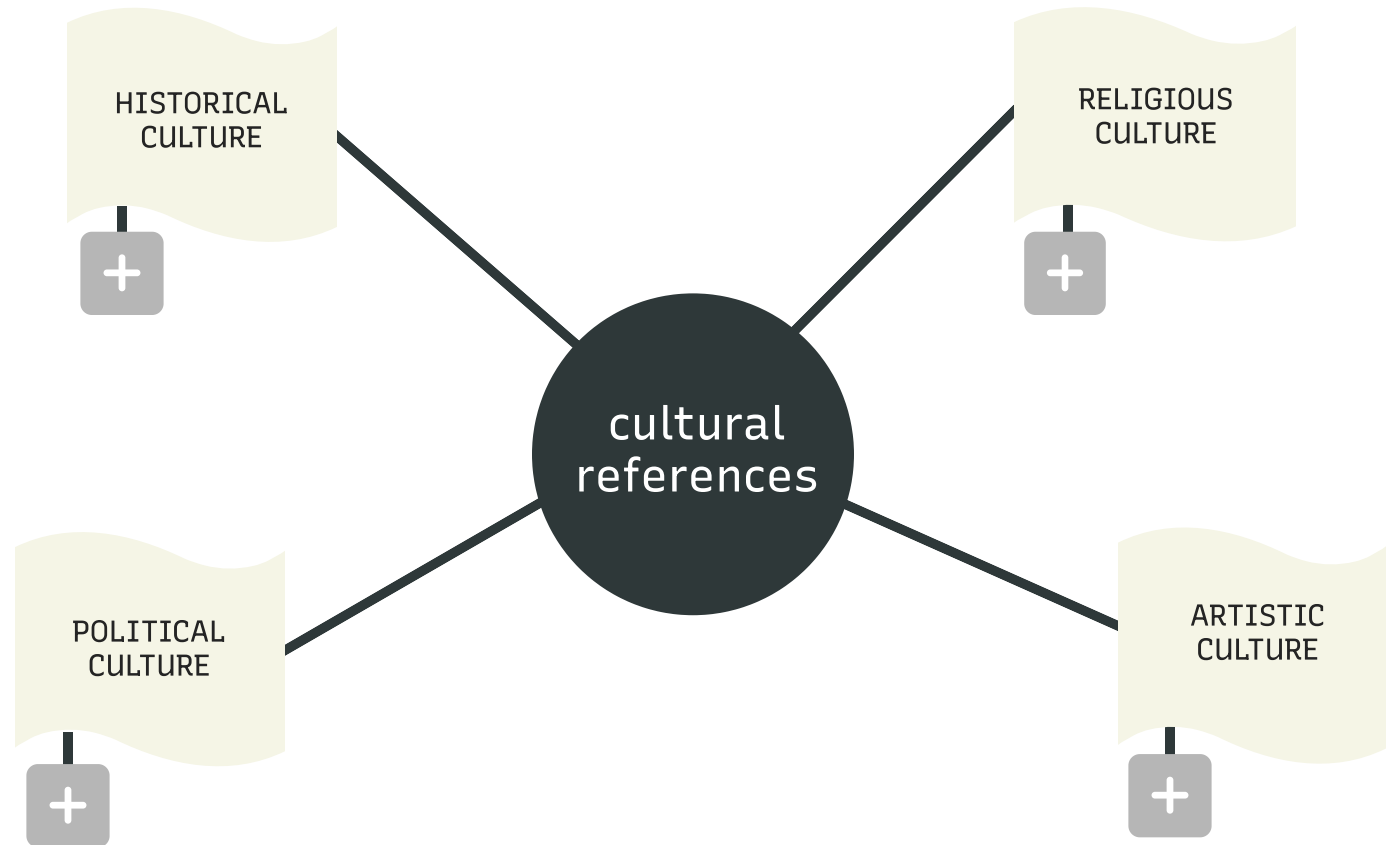 HISTORICAL
CULTURE
RELIGIOUS
CULTURE
cultural
references
POLITICAL
CULTURE
ARTISTIC
CULTURE